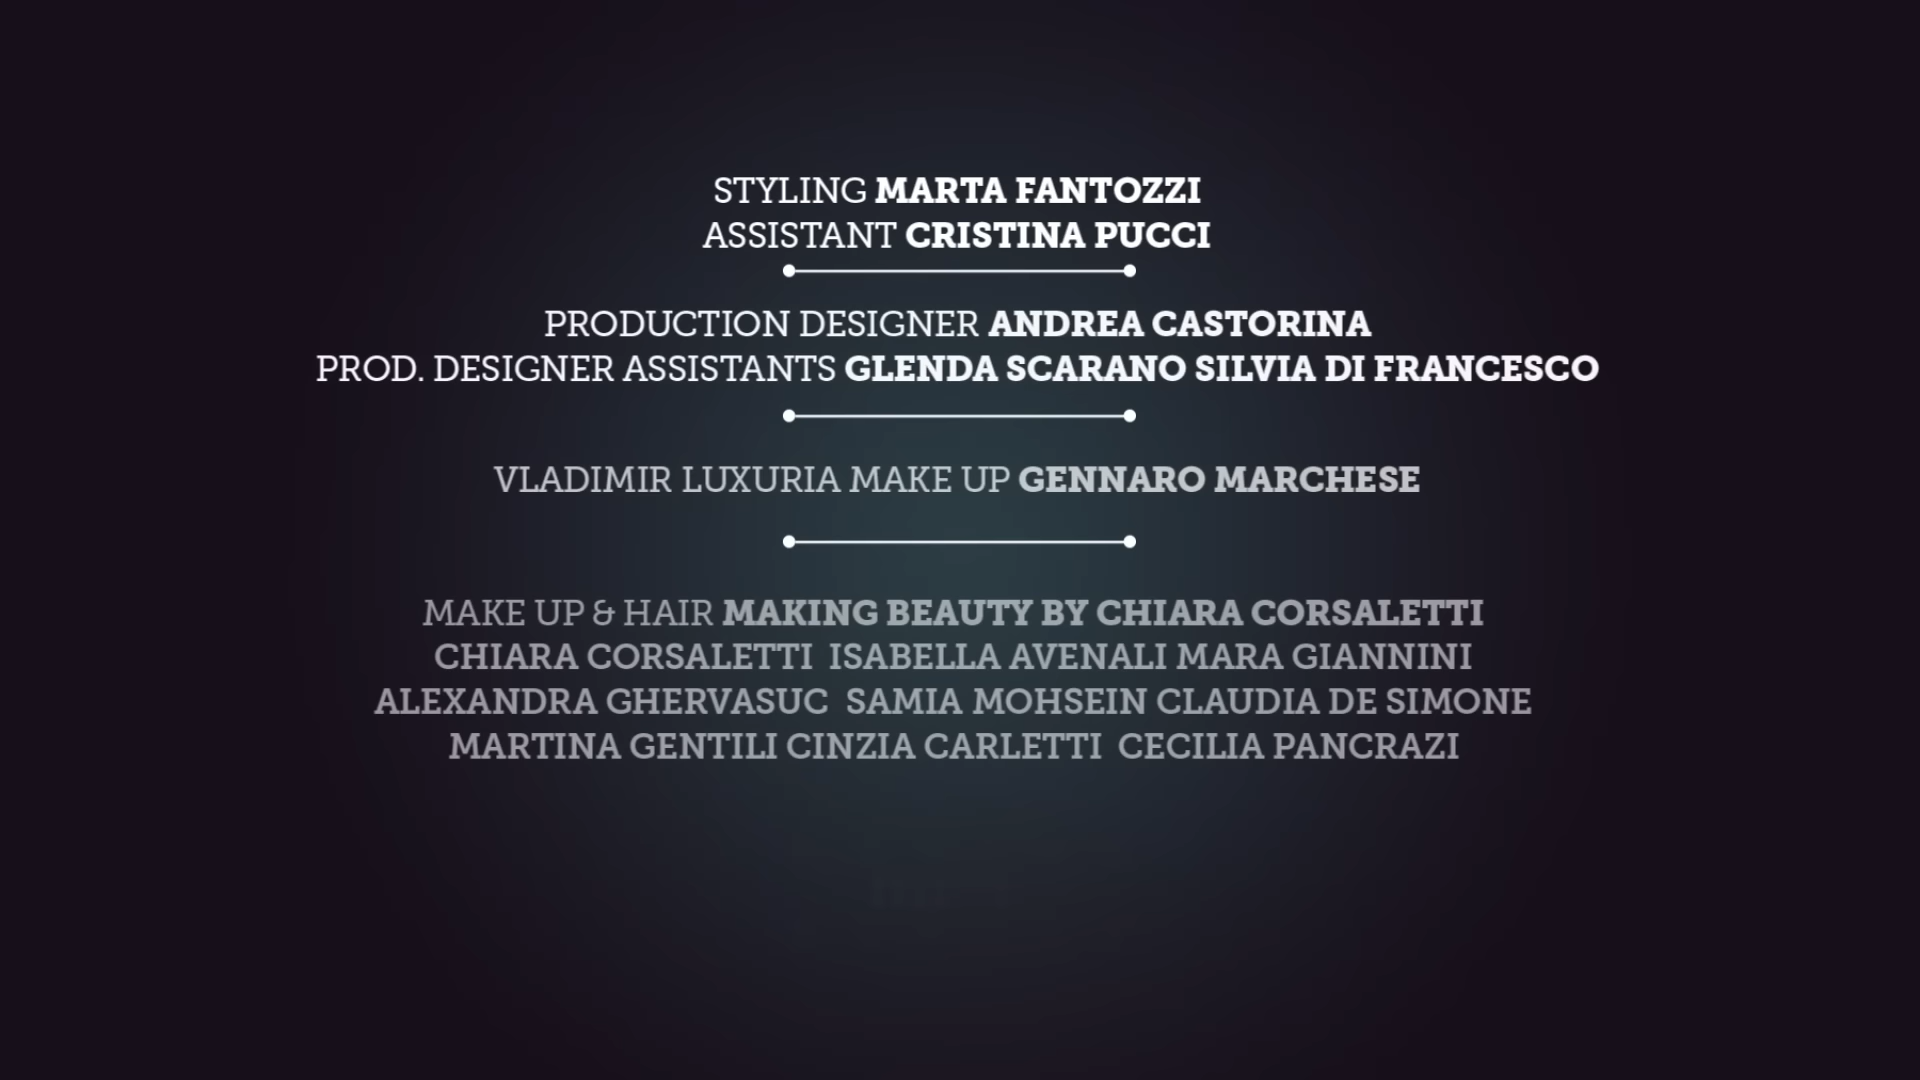 STYLING MARTA FANTOZZI
ASSISTANT CRISTINA PUCCI
PRODUCTION DESIGNER ANDREA CASTORINA
PROD. DESIGNER ASSISTANTS GLENDA SCARANO SILVIA DI FRANCESCO
VLADIMIR LUXURIA MAKE UP GENNARO MARCHESE
MAKE UP & HAIR MAKING BEAUTY BY CHIARA CORSALETTI
CHIARA CORSALETTI ISABELLA AVENALI MARA GIANNINI
ALEXANDRA GHERVASUC SAMIA MOHSEIN CLAUDIA DE SIMONE
MARTINA GENTILI CINZIA CARLETTI CECILIA PANCRAZI